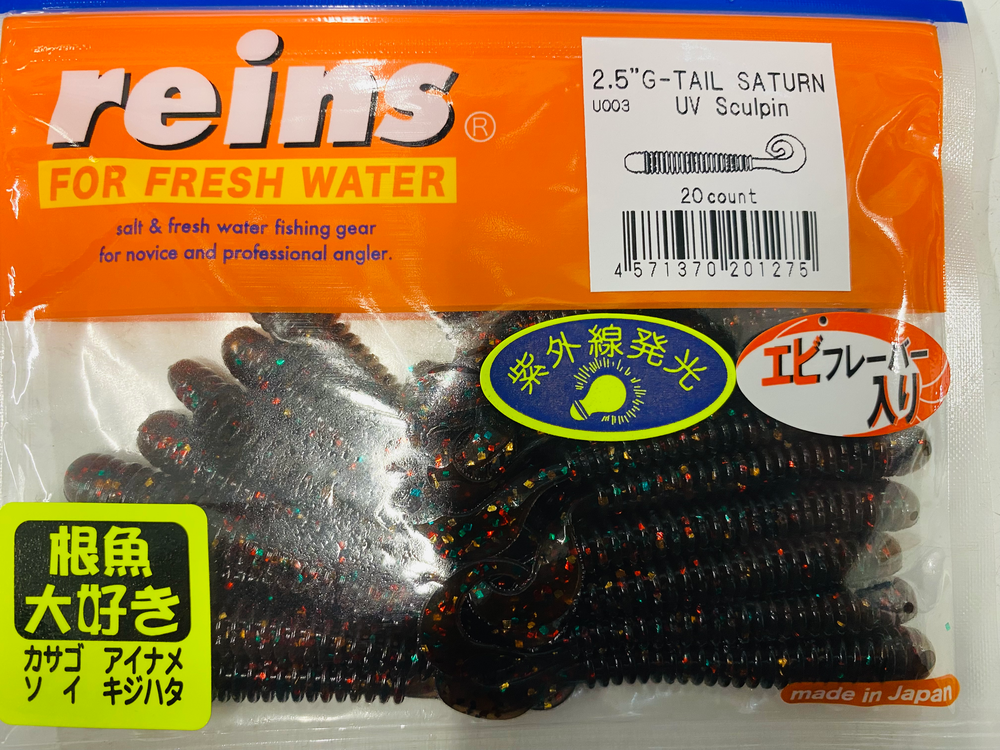 reins®
FOR FRESH WATER
salt & fresh water fishing gear
for novice and professional angler.
2.5"G-TAIL SATURN
U003 UV Sculpin
20count
4 571370 201275
紫外線発光
エビフレーバー
入り
根魚
大好き
カサゴ アイナメ
ソイ キジハタ
made in Japan